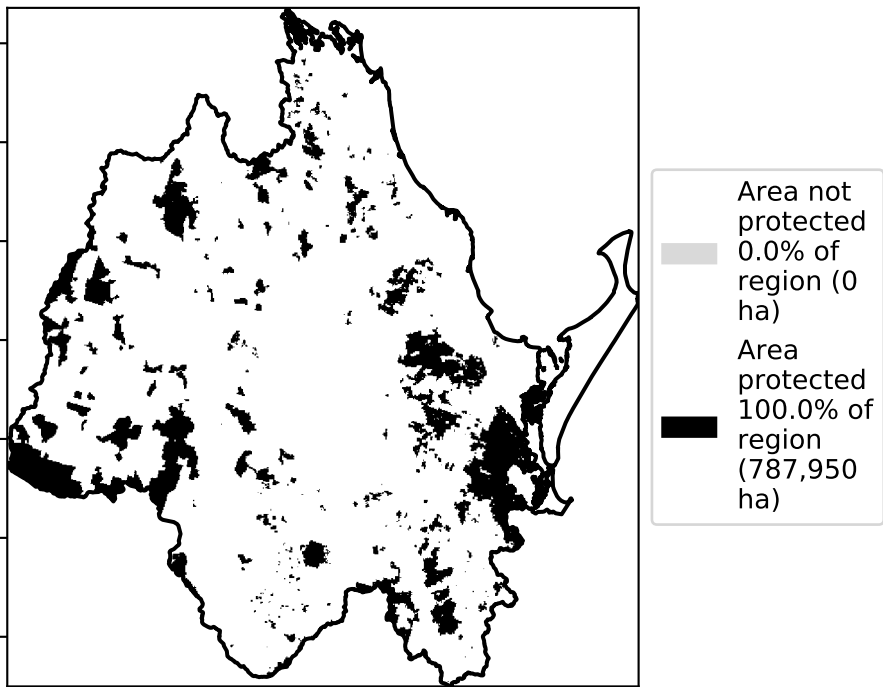 Area not
protected
0.0% of
region (0
ha)
Area
protected
100.0% of
region
(787,950
ha)